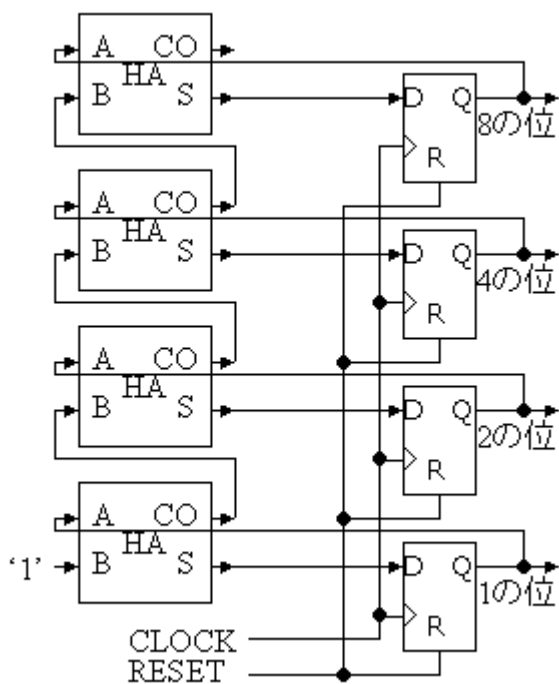 A CO
HA
B S
D Q
8の位
R
A CO
HA
B S
D Q
4の位
R
A CO
HA
B S
D Q
2の位
R
A CO
HA
‘1’ B S
D Q
1の位
R
CLOCK
RESET